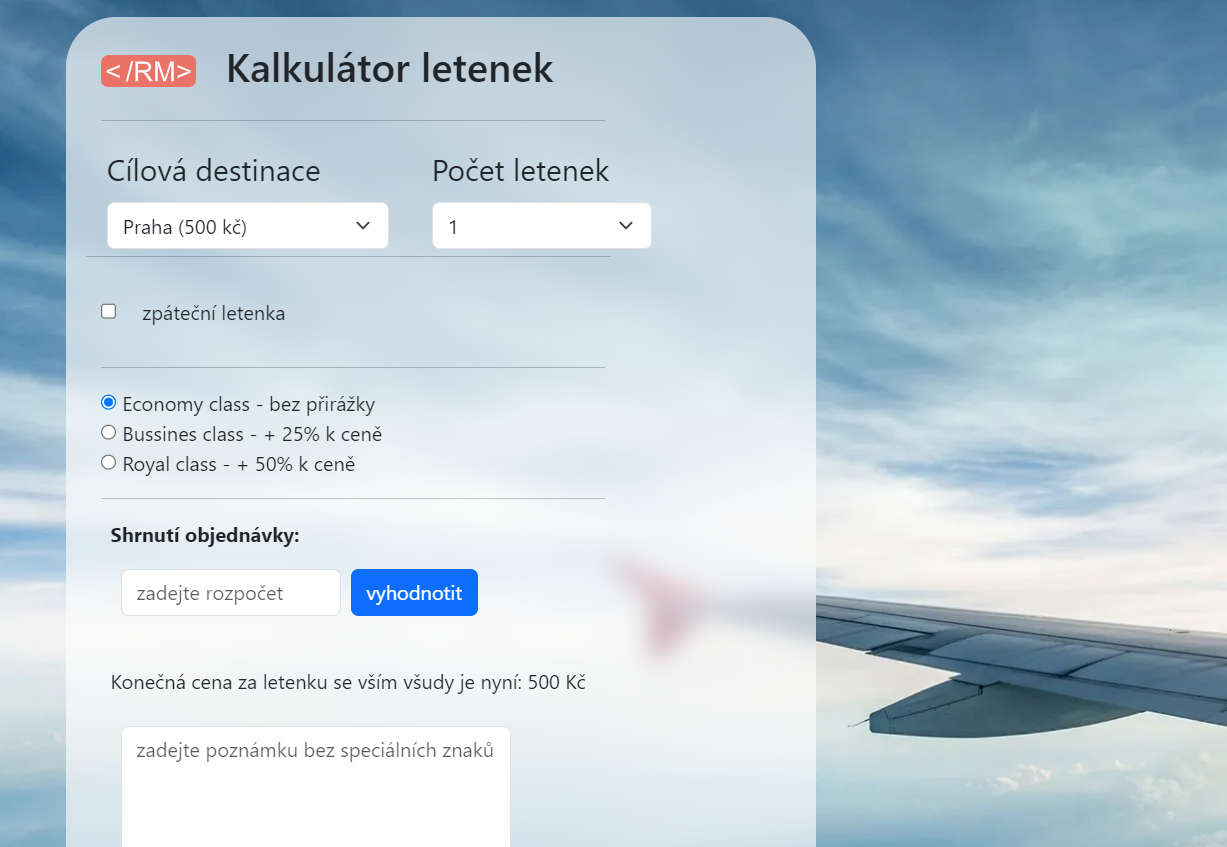 </RM> Kalkulátor letenek
Cílová destinace Počet letenek
Praha (500 kč) 1
zpáteční letenka
Economy class - bez přirážky
Bussines class - + 25% k ceně
Royal class - + 50% k ceně
Shrnutí objednávky:
zadejte rozpočet vyhodnotit
Konečná cena za letenku se vším všudy je nyní: 500 Kč
zadejte poznámku bez speciálních znaků